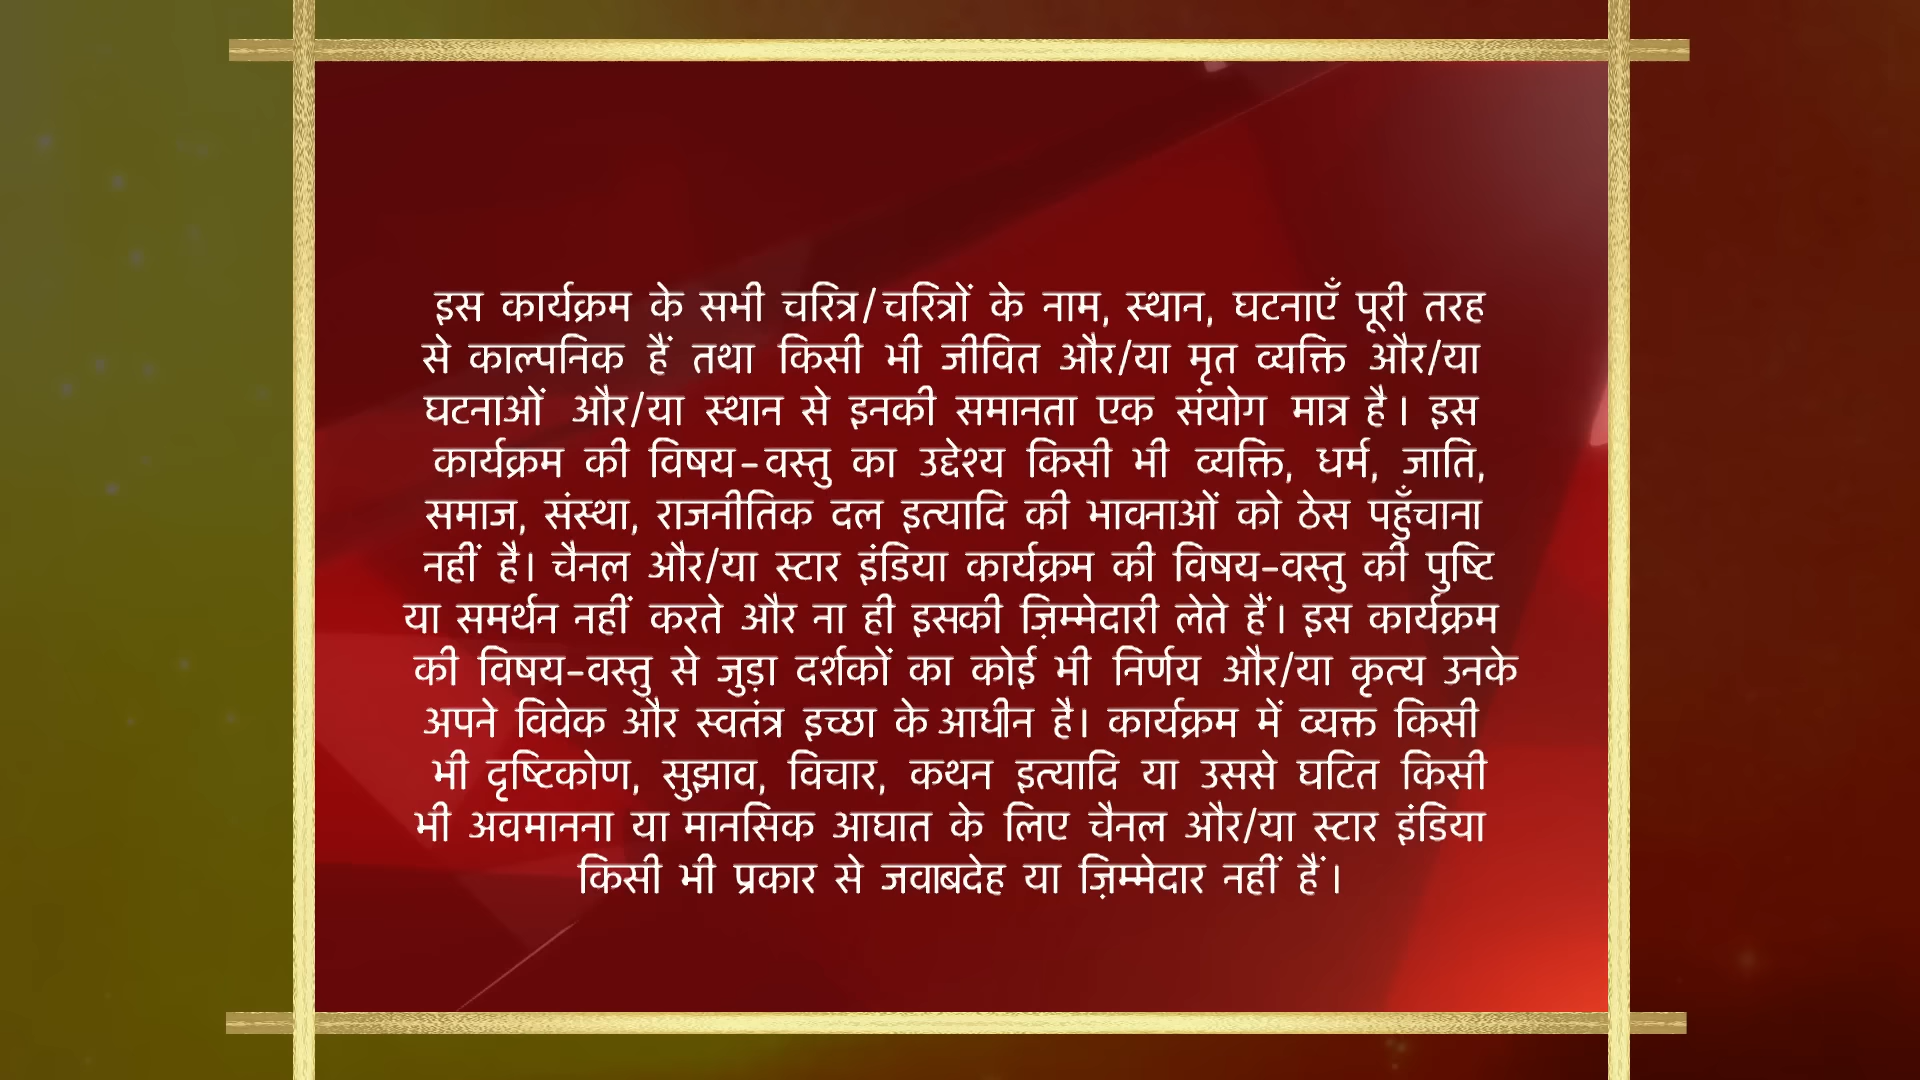 इस कार्यक्रम के सभी चरित्र/चरित्रों के नाम, स्थान, घटनाएँ पूरी तरह
से काल्पनिक हैं तथा किसी भी जीवित और/या मृत व्यक्ति और/या
घटनाओं और/या स्थान से इनकी समानता एक संयोग मात्र है। इस
कार्यक्रम की विषय-वस्तु का उद्देश्य किसी भी व्यक्ति, धर्म, जाति,
समाज, संस्था, राजनीतिक दल इत्यादि की भावनाओं को ठेस पहुँचाना
नहीं है। चैनल और/या स्टार इंडिया कार्यक्रम की विषय-वस्तु की पुष्टि
या समर्थन नहीं करते और ना ही इसकी ज़िम्मेदारी लेते हैं। इस कार्यक्रम
की विषय-वस्तु से जुड़ा दर्शकों का कोई भी निर्णय और/या कृत्य उनके
अपने विवेक और स्वतंत्र इच्छा के आधीन है। कार्यक्रम में व्यक्त किसी
भी दृष्टिकोण, सुझाव, विचार, कथन इत्यादि या उससे घटित किसी
भी अवमानना या मानसिक आघात के लिए चैनल और/या स्टार इंडिया
किसी भी प्रकार से जवाबदेह या ज़िम्मेदार नहीं हैं।